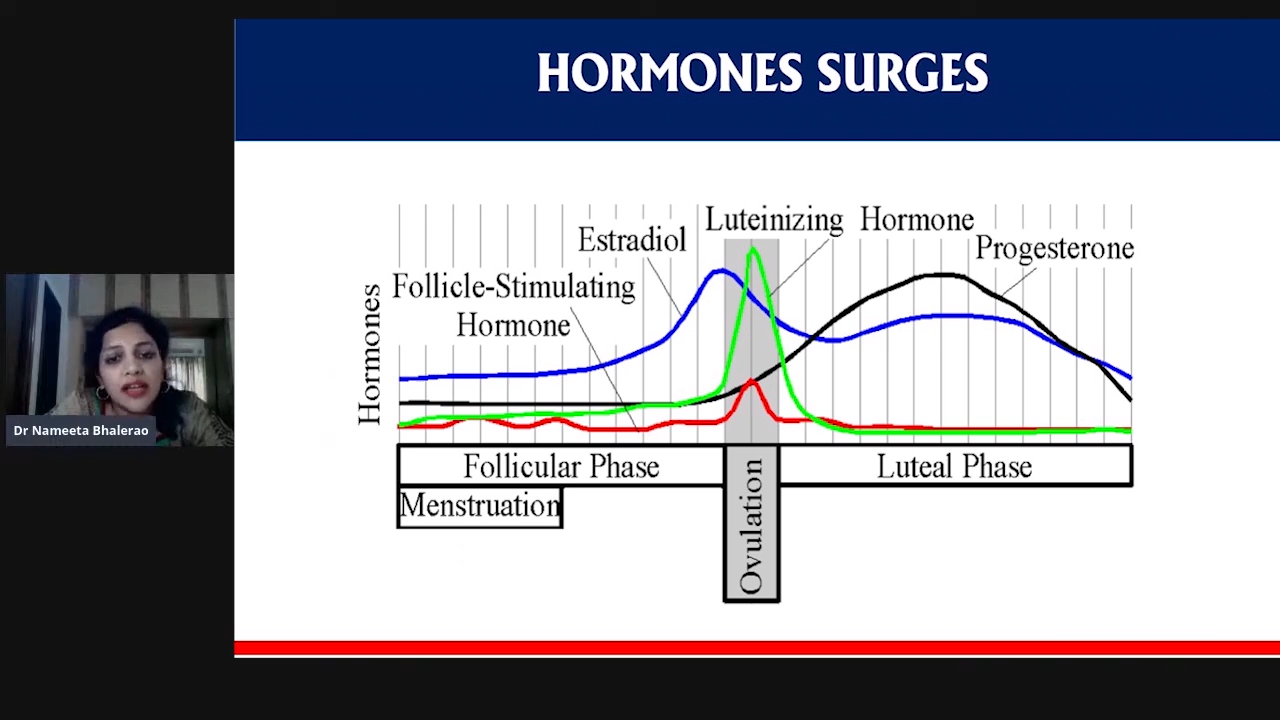 HORMONES SURGES
Luteinizing Hormone
Estradiol
Progesterone
Follicle-Stimulating
Hormone
Hormones
Dr Nameeta Bhalerao
Follicular Phase
Luteal Phase
Menstruation
Ovulation